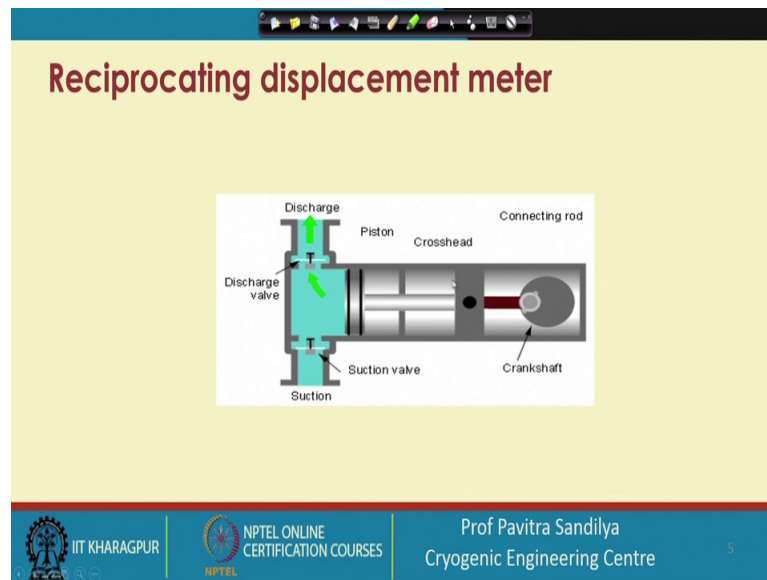 Reciprocating displacement meter
Discharge
Piston
Connecting rod
Crosshead
Discharge
valve
Suction valve
Crankshaft
Suction
IIT KHARAGPUR
NPTEL
NPTEL ONLINE
CERTIFICATION COURSES
Prof Pavitra Sandilya
Cryogenic Engineering Centre
5